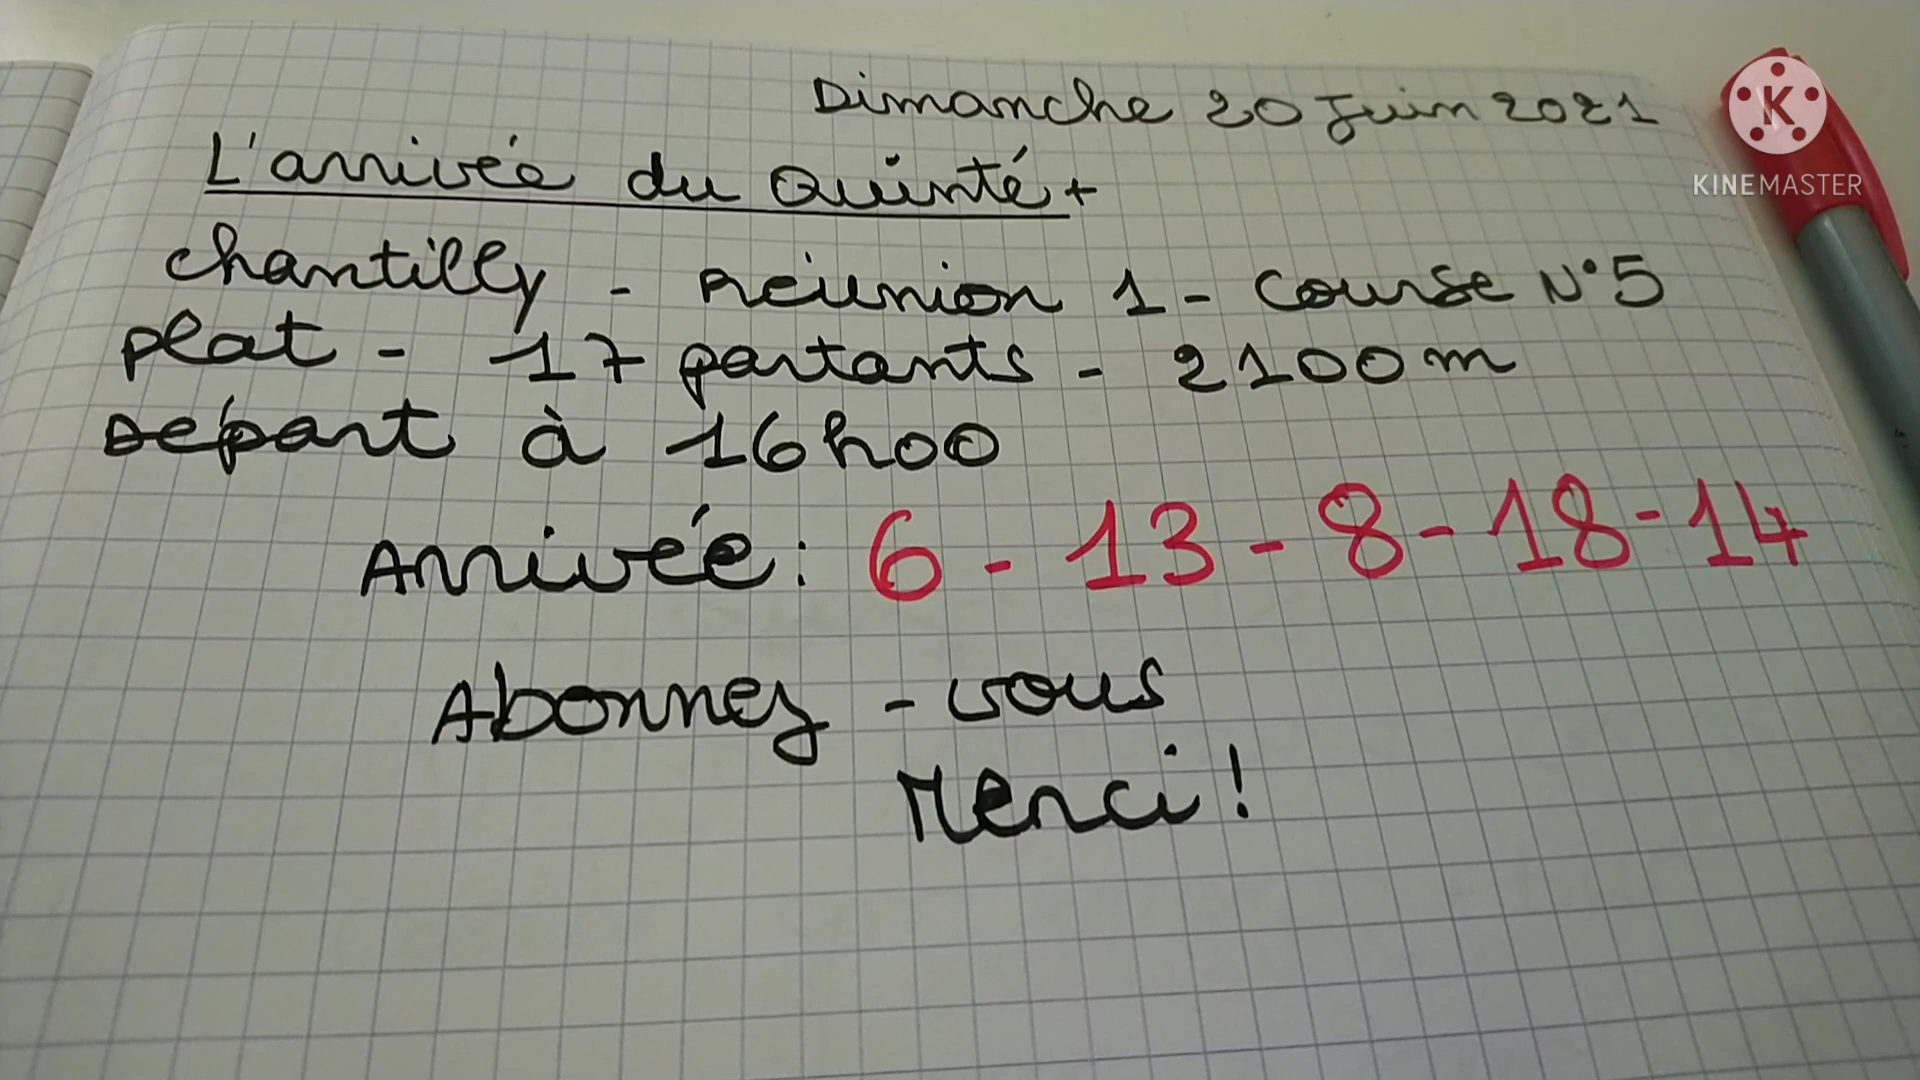 Dimanche 20 Juin 2021
L'arrivée du Quinté+
Chantilly - Réunion 1 - Course N°5
Plat - 17 partants - 2100m
Départ à 16h00
Arrivée : 6 - 13 - 8 - 18 - 14
Abonnez - vous
Merci !
K
KINEMASTER